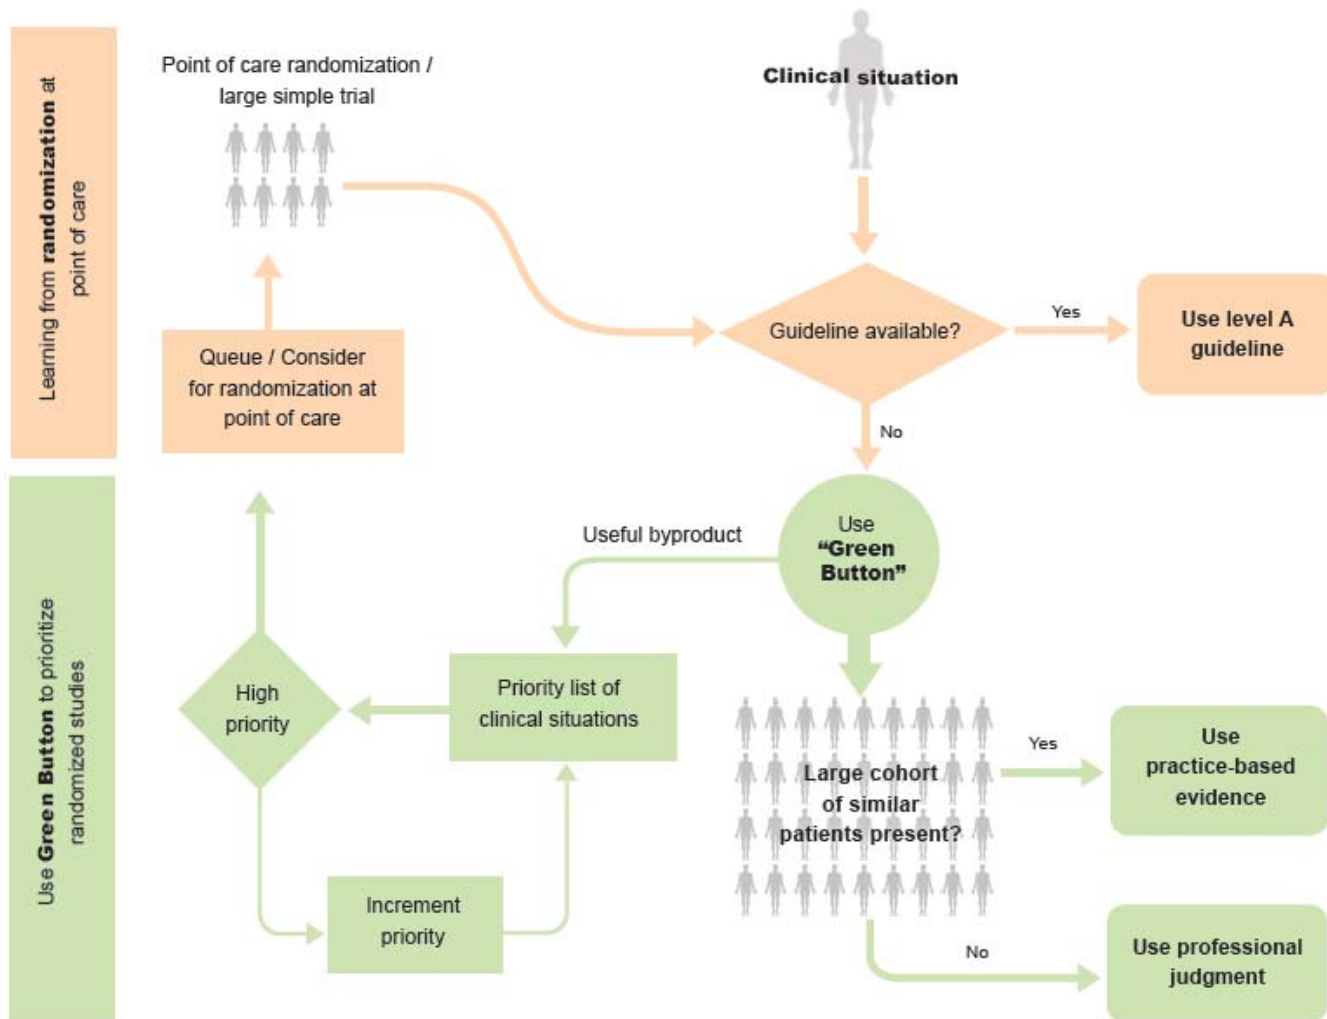 Learning from randomization at
point of care
Point of care randomization /
large simple trial
Clinical situation
Queue / Consider
for randomization at
point of care
Guideline available?
Yes
Use level A
guideline
No
Use Green Button to prioritize
randomized studies
Use
“Green
Button”
Useful byproduct
High
priority
Priority list of
clinical situations
Increment
priority
Large cohort
of similar
patients present?
Yes
Use
practice-based
evidence
No
Use professional
judgment